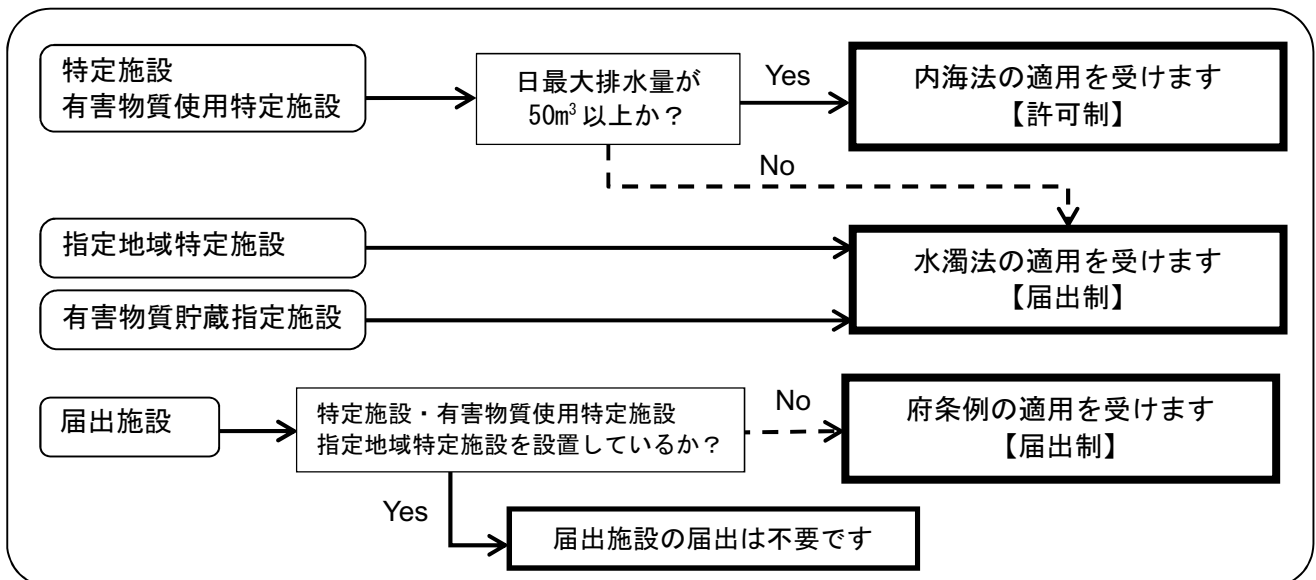 特定施設
有害物質使用特定施設
日最大排水量が
50m³以上か？
Yes
内海法の適用を受けます
【許可制】
No
指定地域特定施設
有害物質貯蔵指定施設
水濁法の適用を受けます
【届出制】
届出施設
特定施設・有害物質使用特定施設
指定地域特定施設を設置しているか？
No
府条例の適用を受けます
【届出制】
Yes
届出施設の届出は不要です